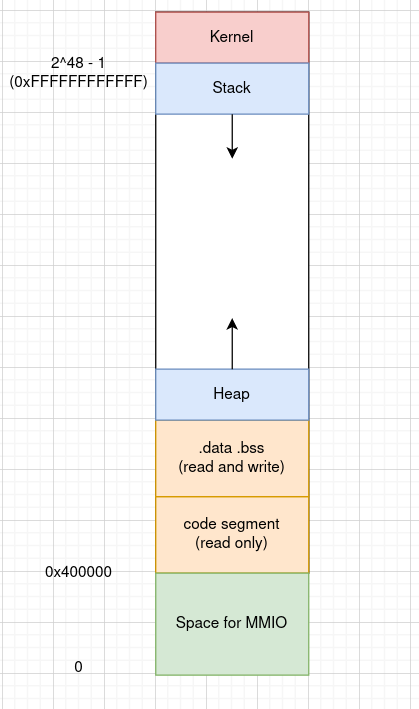 Kernel
2^48 - 1
(0xFFFFFFFFFFFF)
Stack
Heap
.data .bss
(read and write)
code segment
(read only)
0x400000
Space for MMIO
0